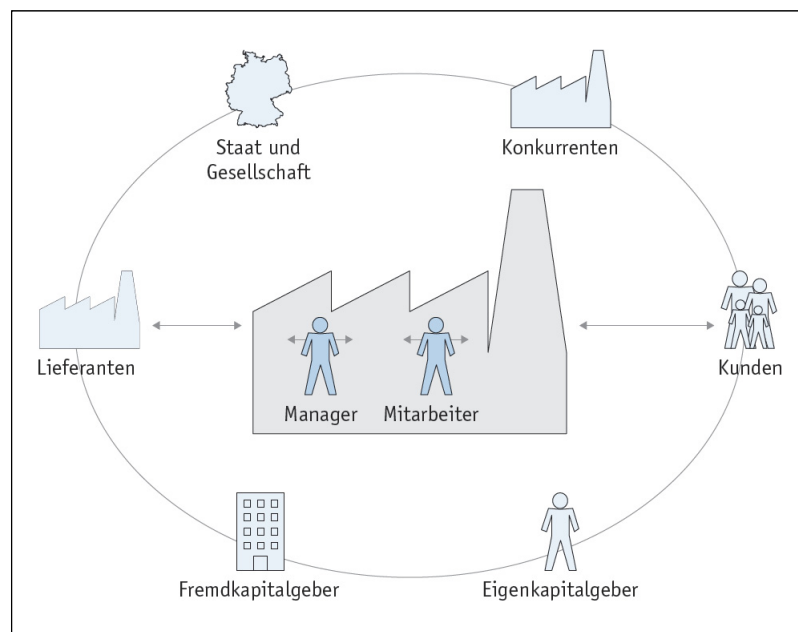 Staat und
Gesellschaft
Konkurrenten
Lieferanten
Kunden
Manager
Mitarbeiter
Fremdkapitalgeber
Eigenkapitalgeber